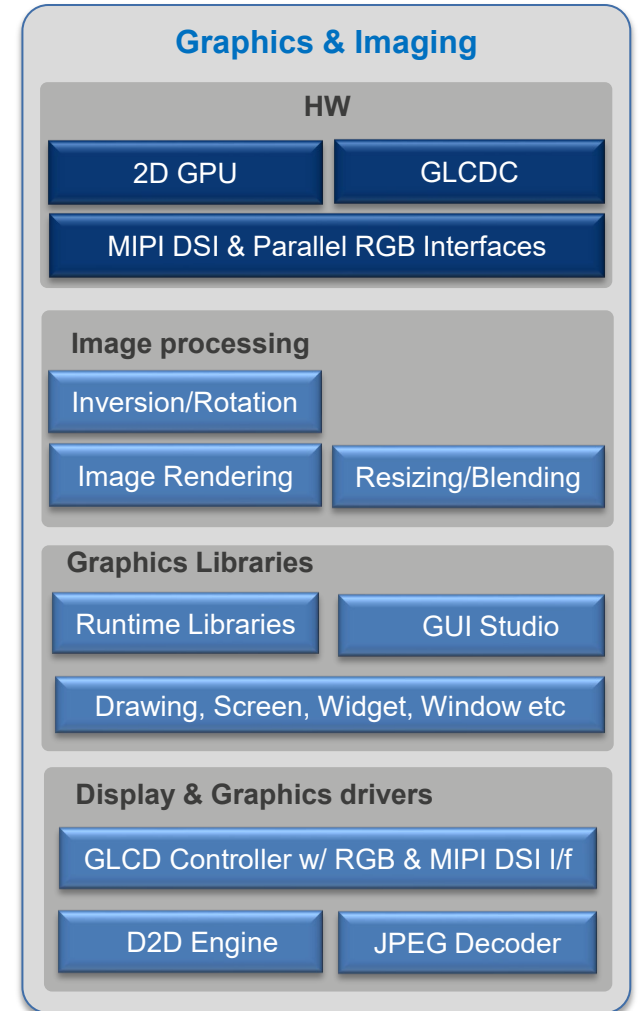 Graphics & Imaging
HW
2D GPU
GLCDC
MIPI DSI & Parallel RGB Interfaces
Image processing
Inversion/Rotation
Image Rendering
Resizing/Blending
Graphics Libraries
Runtime Libraries
GUI Studio
Drawing, Screen, Widget, Window etc
Display & Graphics drivers
GLCD Controller w/ RGB & MIPI DSI I/f
D2D Engine
JPEG Decoder